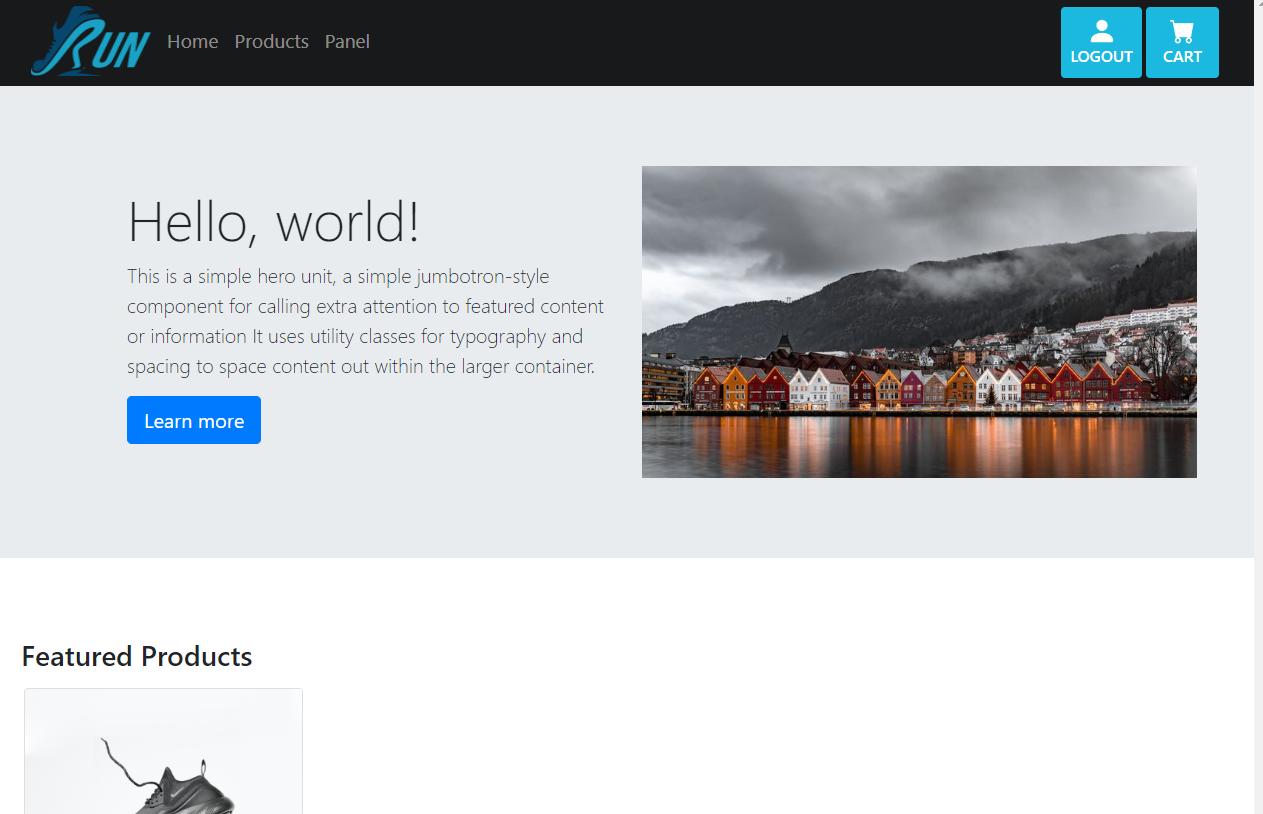 RUN
Home Products Panel
LOGOUT CART
Hello, world!
This is a simple hero unit, a simple jumbotron-style
component for calling extra attention to featured content
or information It uses utility classes for typography and
spacing to space content out within the larger container.
Learn more
Featured Products